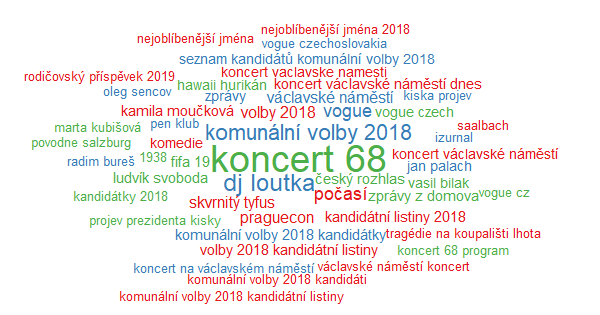 nejoblíbenější jména 2018
nejoblíbenější jména
vogue czechoslovakia
seznam kandidátů komunální volby 2018
rodičovský příspěvek 2019
koncert vaclavske namesti
hawaii hurikán
koncert václavské náměstí dnes
oleg sencov
zprávy
václavské náměstí
kiska projev
kamila moučková
volby 2018
vogue
vogue czech
marta kubišová
pen klub
komunální volby 2018
saalbach
povodne salzburg
komedie
izurnal
radim bureš
1938
fifa 19
koncert 68
koncert václavské náměstí
jan palach
ludvík svoboda
dj loutka
český rozhlas
vasil bilak
kandidátky 2018
skvrnitý tyfus
počasí
zprávy z domova
vogue cz
projev prezidenta kisky
praguecon
kandidátní listiny 2018
komunální volby 2018 kandidátky
tragédie na koupališti lhota
volby 2018 kandidátní listiny
koncert 68 program
koncert na václavském náměstí
václavské náměstí koncert
komunální volby 2018 kandidáti
komunální volby 2018 kandidátní listiny